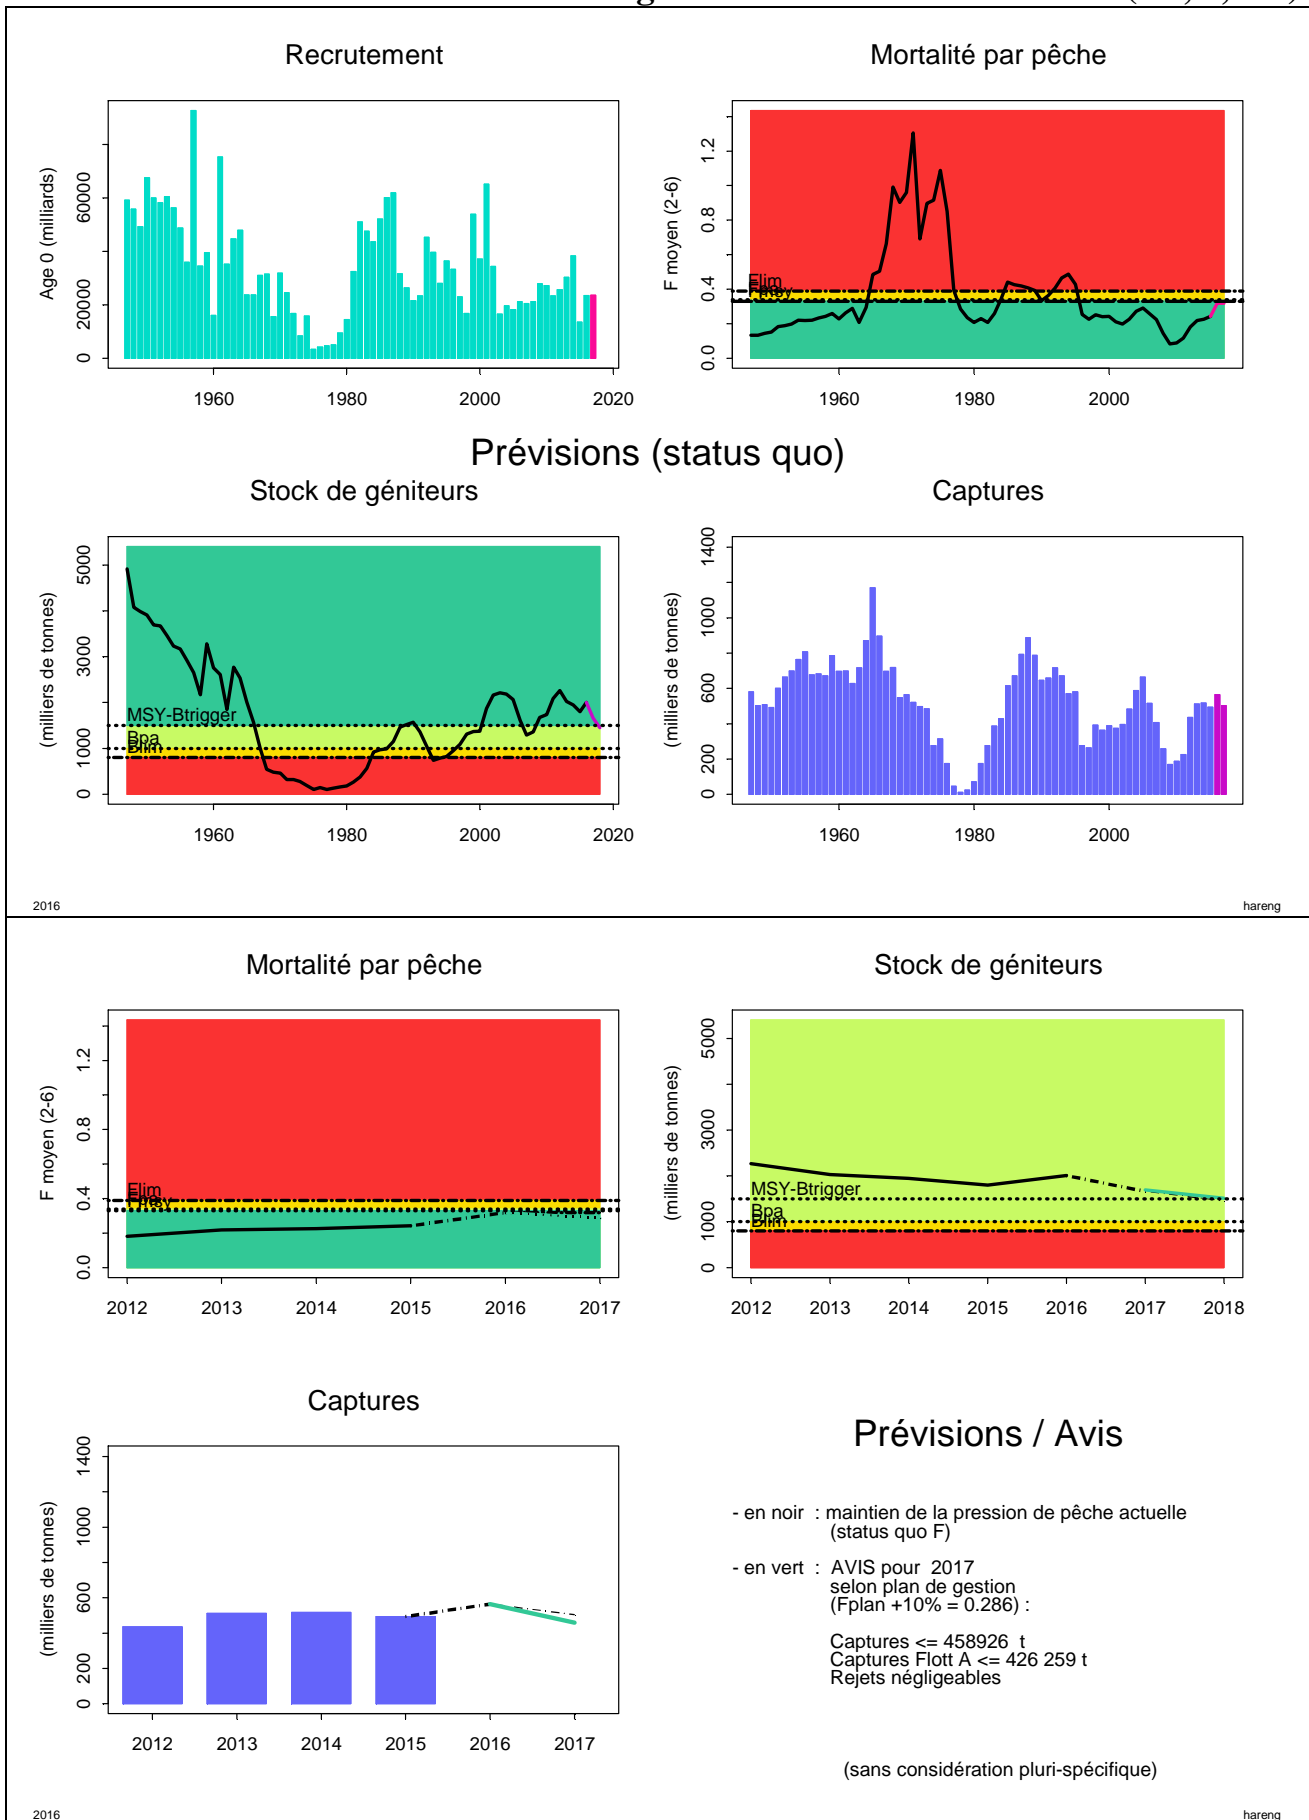 Recrutement
Age 0 (milliards)
0 20000 60000
1960 1980 2000 2020
Mortalité par pêche
F moyen (2-6)
0.0 0.4 0.8 1.2
Flim
Fmsy
1960 1980 2000
Prévisions (status quo)
Stock de géniteurs
(milliers de tonnes)
0 1000 3000 5000
MSY-Btrigger
Bpa
Blim
1960 1980 2000 2020
Captures
0 200 600 1000 1400
(milliers de tonnes)
1960 1980 2000
2016
hareng
Mortalité par pêche
F moyen (2-6)
0.0 0.4 0.8 1.2
Flim
Fmsy
2012 2013 2014 2015 2016 2017
Stock de géniteurs
(milliers de tonnes)
0 1000 3000 5000
MSY-Btrigger
Bpa
Blim
2012 2013 2014 2015 2016 2017 2018
Captures
(milliers de tonnes)
0 200 600 1000 1400
2012 2013 2014 2015 2016 2017
Prévisions / Avis
- en noir : maintien de la pression de pêche actuelle
(status quo F)
- en vert : AVIS pour 2017
selon plan de gestion
(Fplan +10% = 0.286) :
Captures <= 458926 t
Captures Flott A <= 426 259 t
Rejets négligeables
(sans considération pluri-spécifique)
2016
hareng